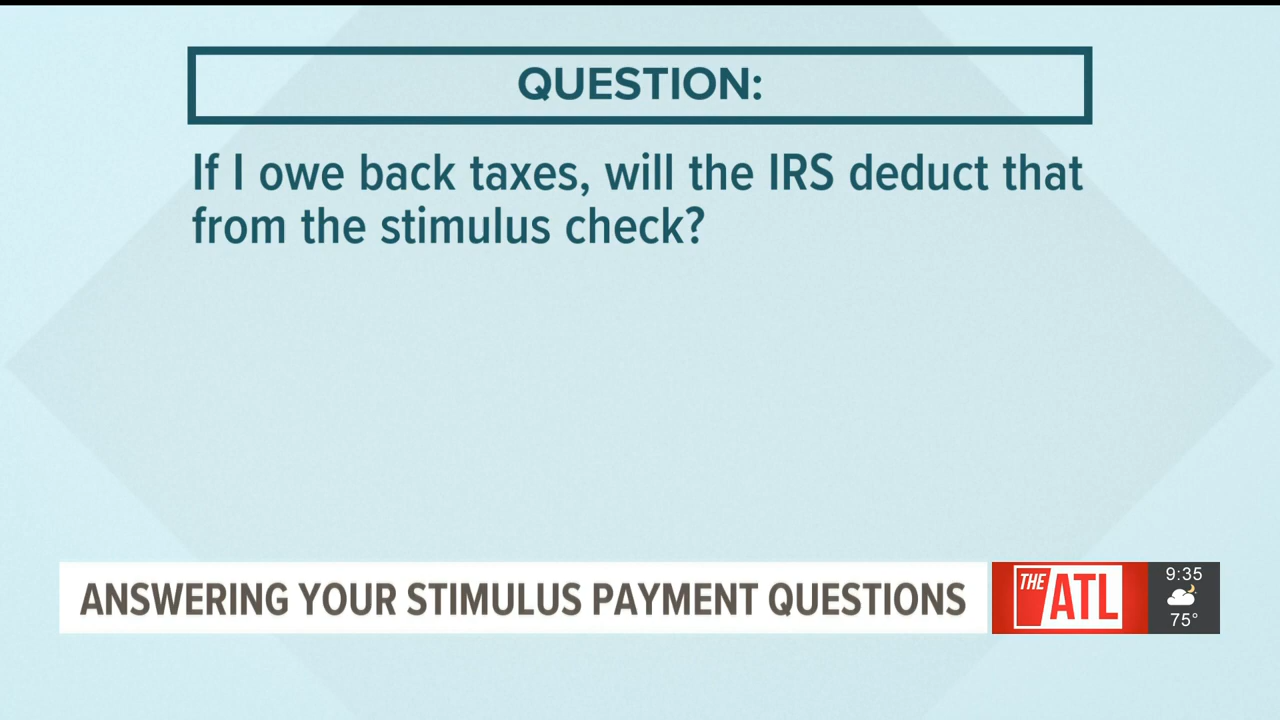 QUESTION:
If I owe back taxes, will the IRS deduct that
from the stimulus check?
ANSWERING YOUR STIMULUS PAYMENT QUESTIONS
THE ATL
9:35
75°